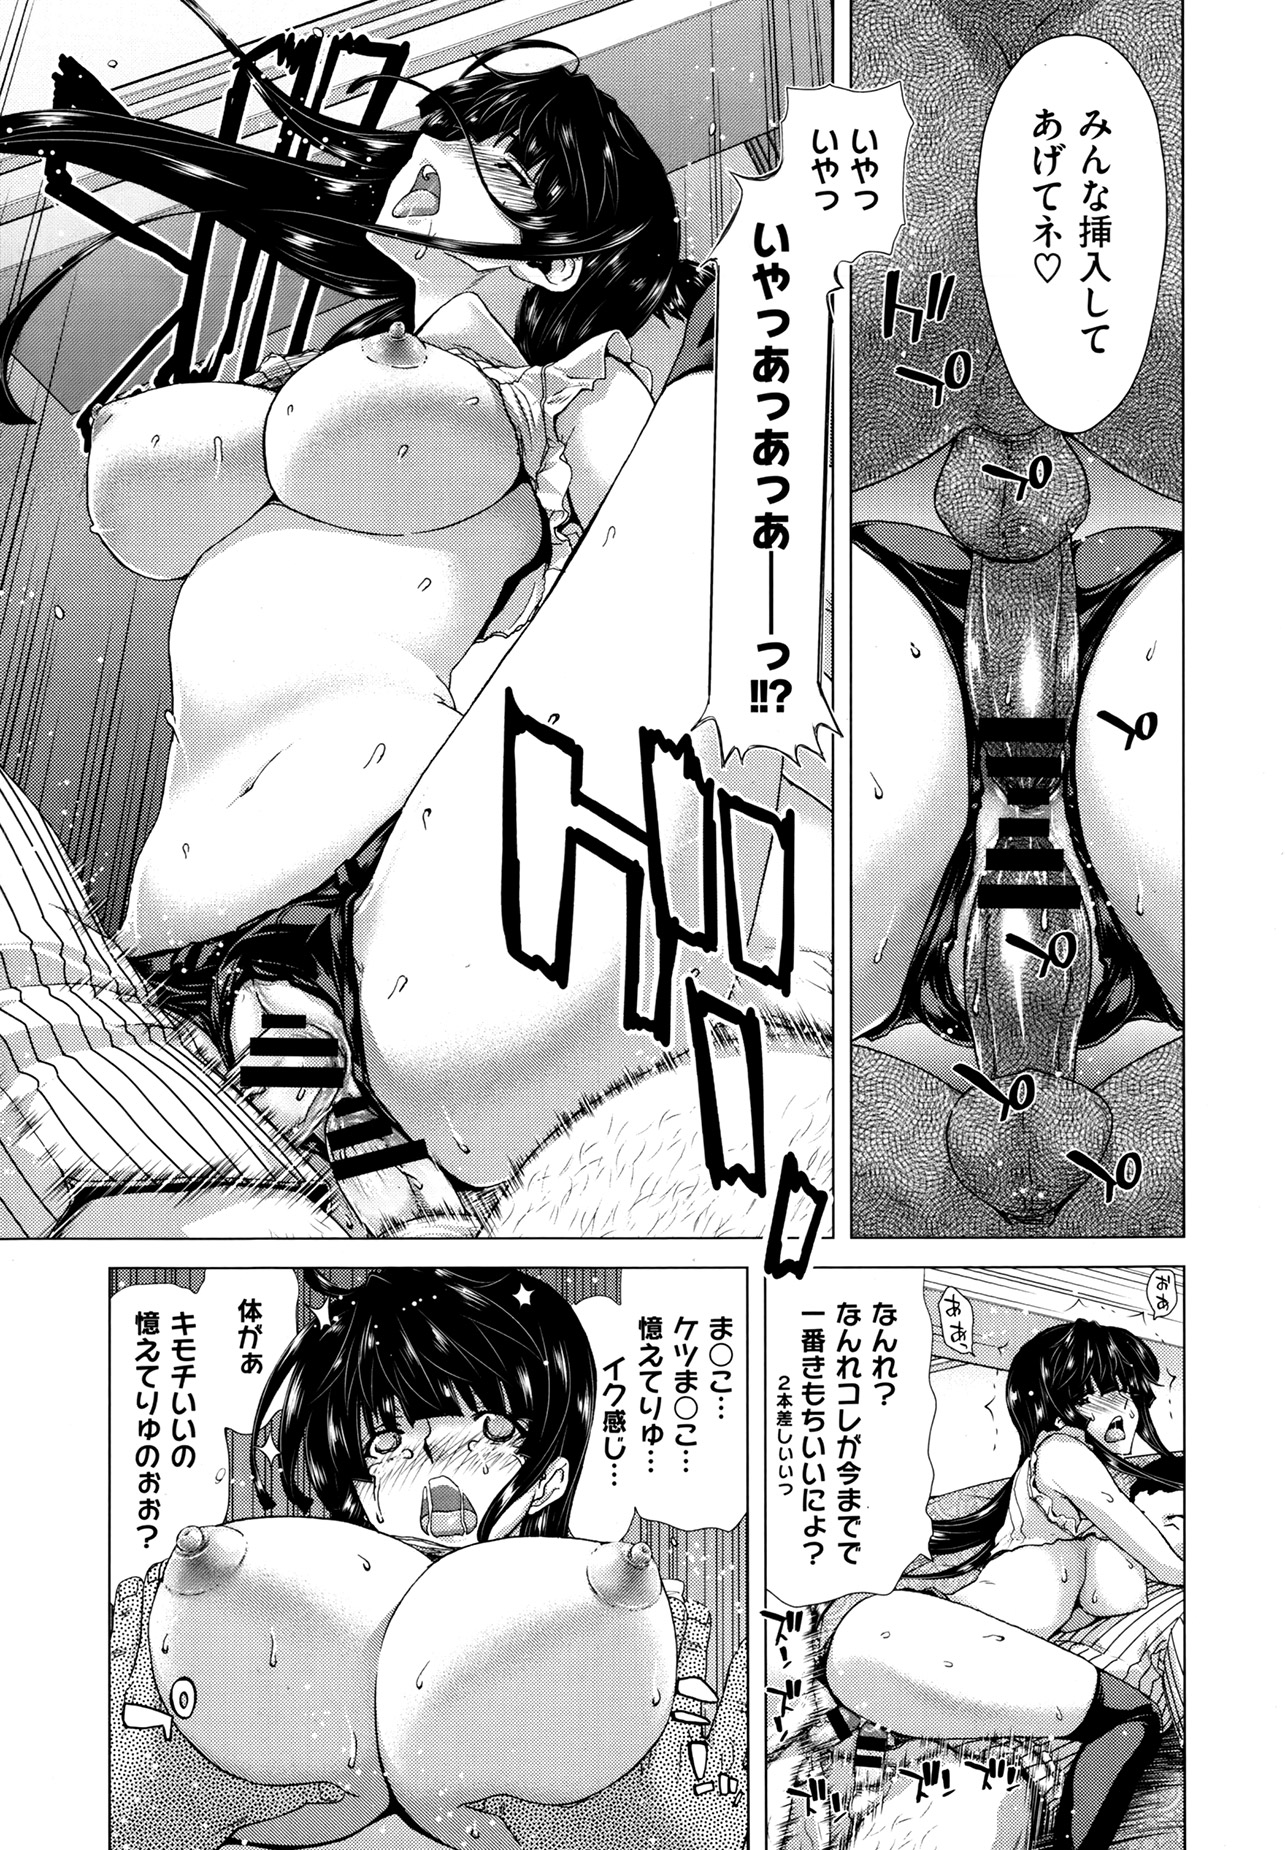 みんな挿入して
あげてネ♡
いやっ
いやっ
いやっあっあっあ――っ!!?
おぁ
あぁあっ
なんれ?
なんれコレが今までで
一番きもちいいにょ?
2本差しいいっ
ま○こ…
ケツま○こ…
憶えてりゅ…
イク感じ…
体がぁ
キモチいいの
憶えてりゅのぉお?